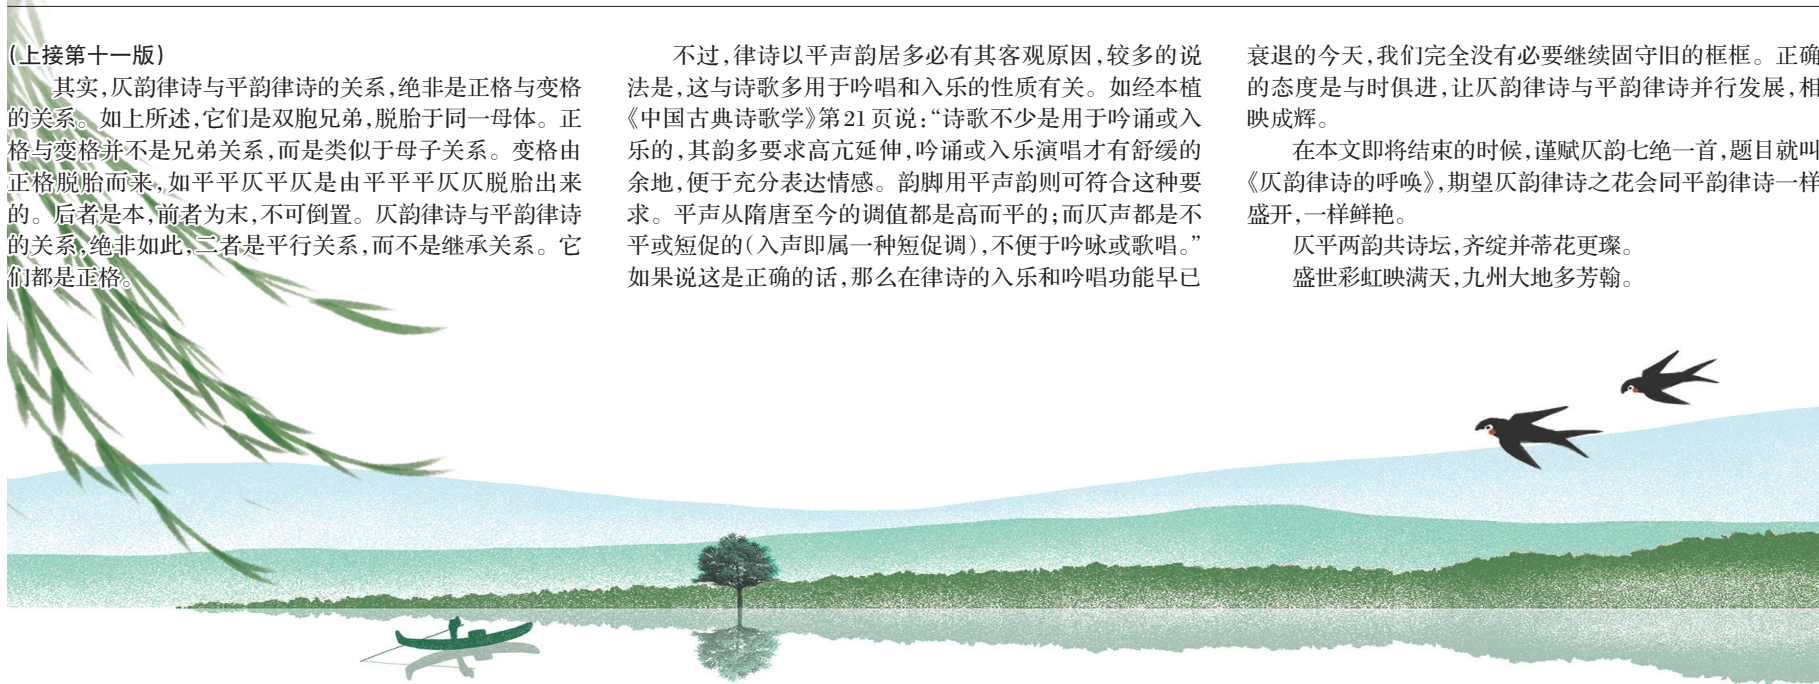 (上接第十一版)
其实,仄韵律诗与平韵律诗的关系,绝非是正格与变格
的关系。如上所述,它们是双胞兄弟,脱胎于同一母体。正
格与变格并不是兄弟关系,而是类似于母子关系。变格由
正格脱胎而来,如平平仄平仄是由平平平仄仄脱胎出来
的。后者是本,前者为末,不可倒置。仄韵律诗与平韵律诗
的关系,绝非如此,二者是平行关系,而不是继承关系。它
们都是正格。
不过,律诗以平声韵居多必有其客观原因,较多的说
法是,这与诗歌多用于吟唱和入乐的性质有关。如经本植
《中国古典诗歌学》第21页说:“诗歌不少是用于吟诵或入
乐的,其韵多要求高亢延伸,吟诵或入乐演唱才有舒缓的
余地,便于充分表达情感。韵脚用平声韵则可符合这种要
求。平声从隋唐至今的调值都是高而平的;而仄声都是不
平或短促的(入声即属一种短促调),不便于吟咏或歌唱。”
如果说这是正确的话,那么在律诗的入乐和吟唱功能早已
衰退的今天,我们完全没有必要继续固守旧的框框。正确
的态度是与时俱进,让仄韵律诗与平韵律诗并行发展,相
映成辉。
在本文即将结束的时候,谨赋仄韵七绝一首,题目就叫
《仄韵律诗的呼唤》,期望仄韵律诗之花会同平韵律诗一样
盛开,一样鲜艳。
仄平两韵共诗坛,齐绽并蒂花更璨。
盛世彩虹映满天,九州大地多芳翰。